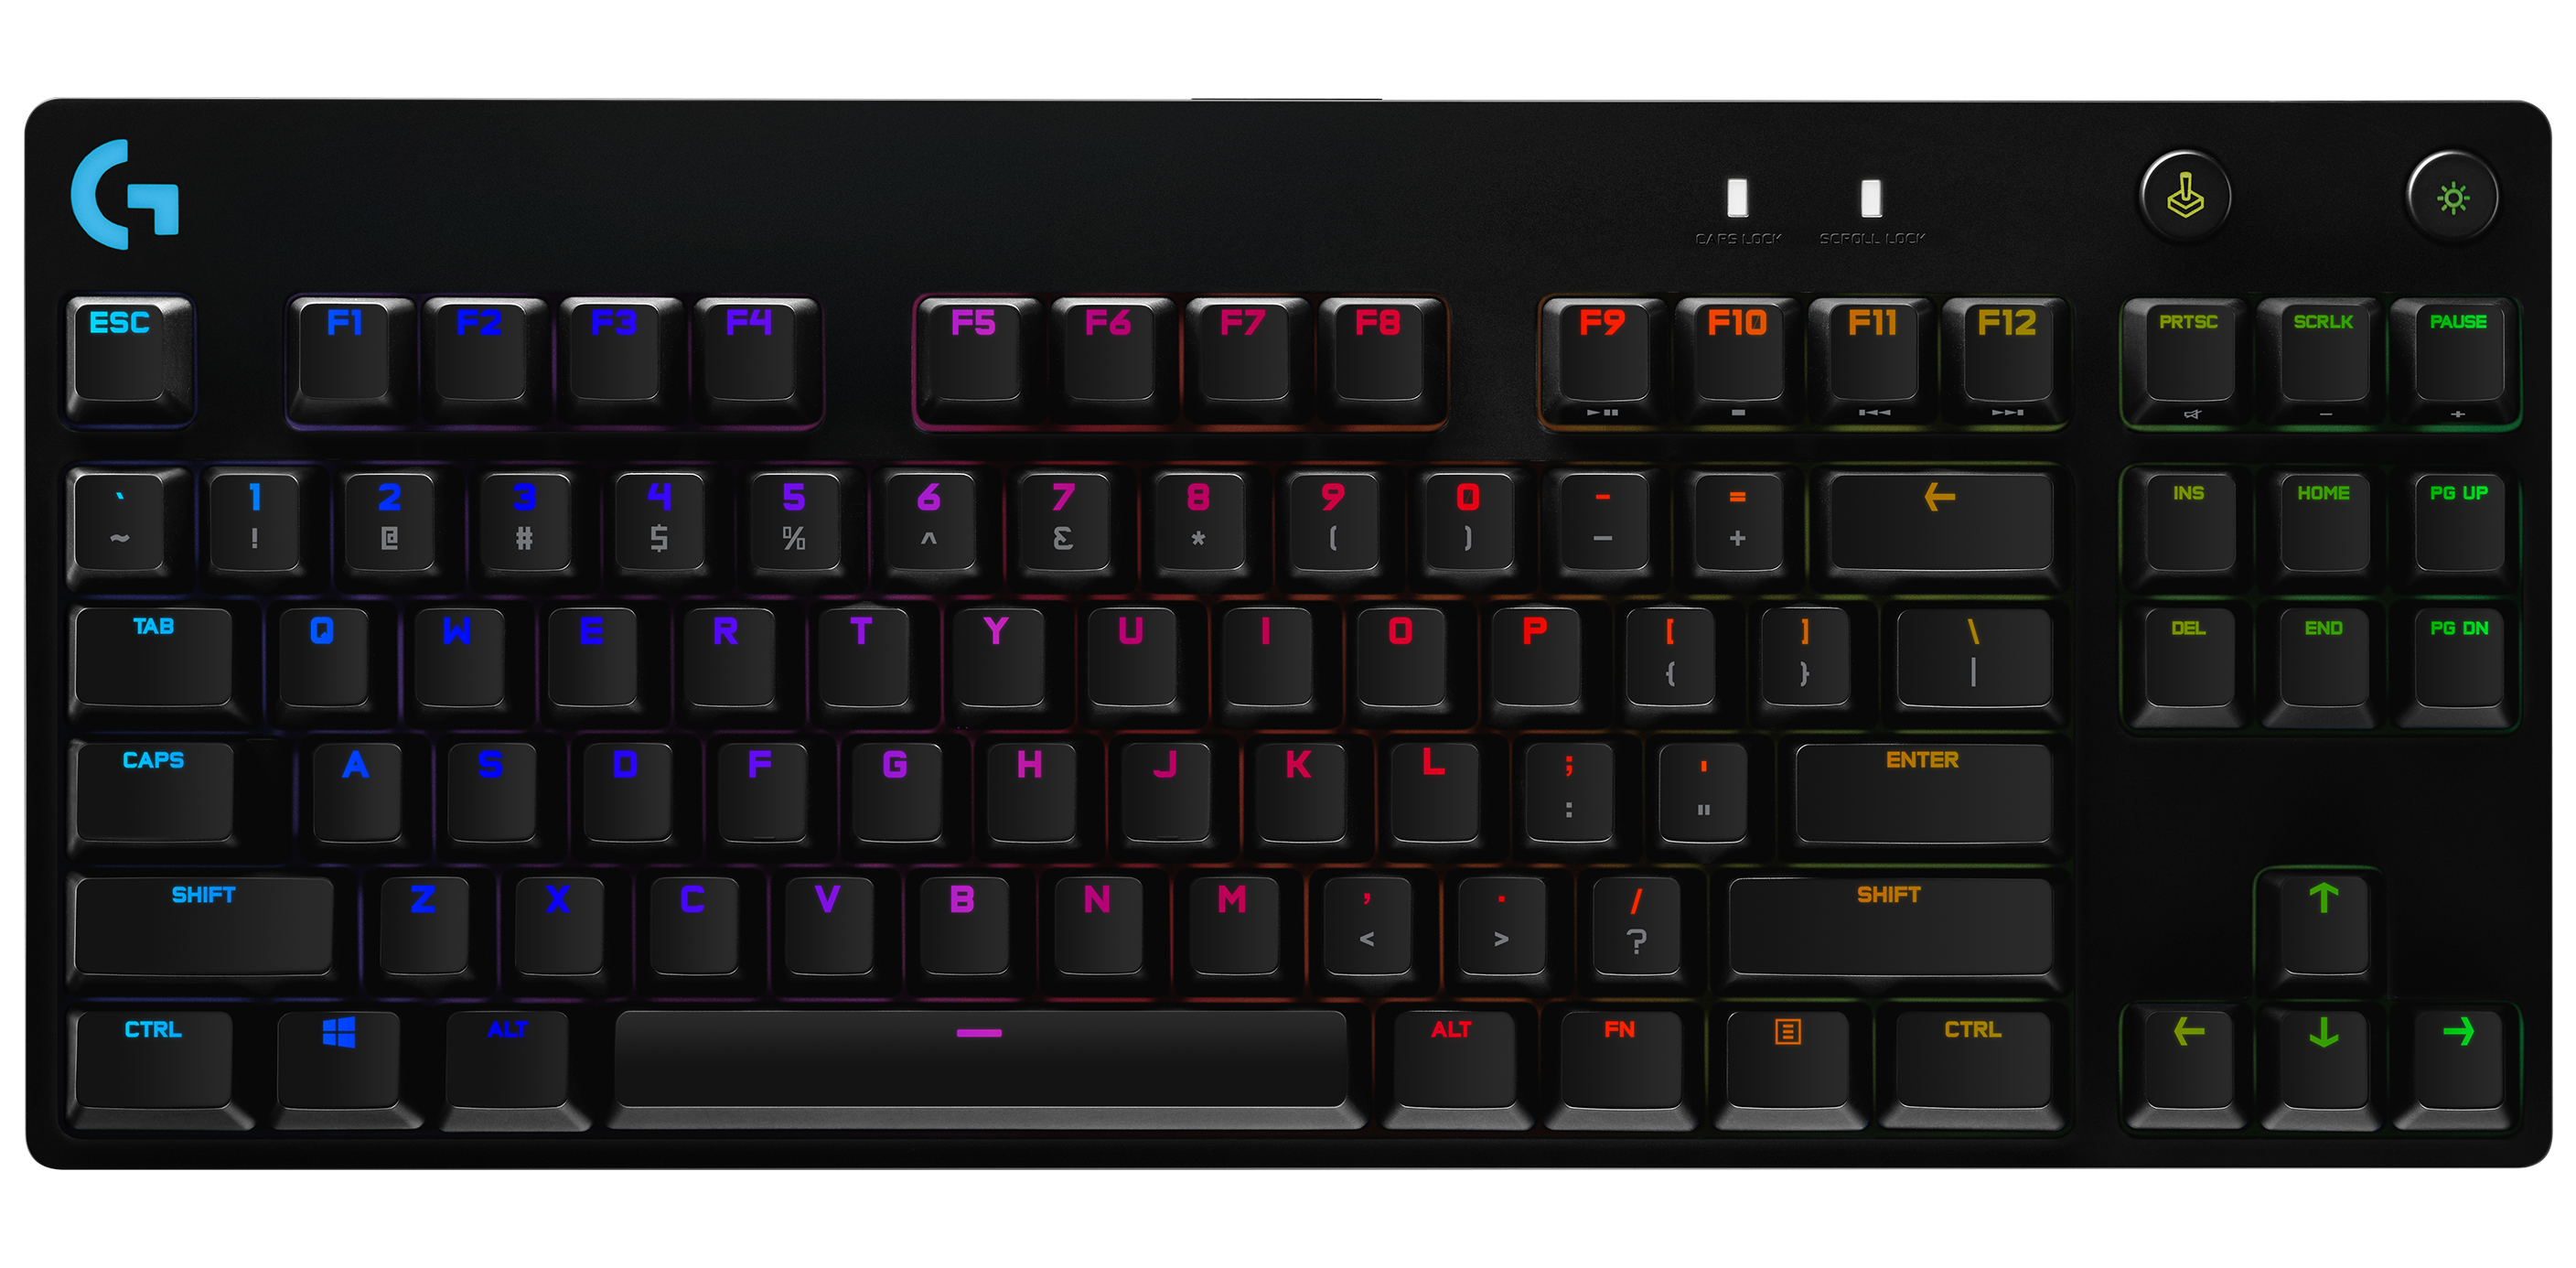 G
CAPS LOCK SCROLL LOCK
ESC F1 F2 F3 F4 F5 F6 F7 F8 F9 F10 F11 F12 PRTSC SCRLK PAUSE
− +
` 1 2 3 4 5 6 7 8 9 0 - = ← INS HOME PG UP
~ ! @ # $ % ^ & * ( ) – +
TAB Q W E R T Y U I O P [ ] \ DEL END PG DN
{ } |
CAPS A S D F G H J K L ; ' ENTER
: "
SHIFT Z X C V B N M , . / SHIFT ↑
< > ?
CTRL ALT — ALT FN CTRL ← ↓ →